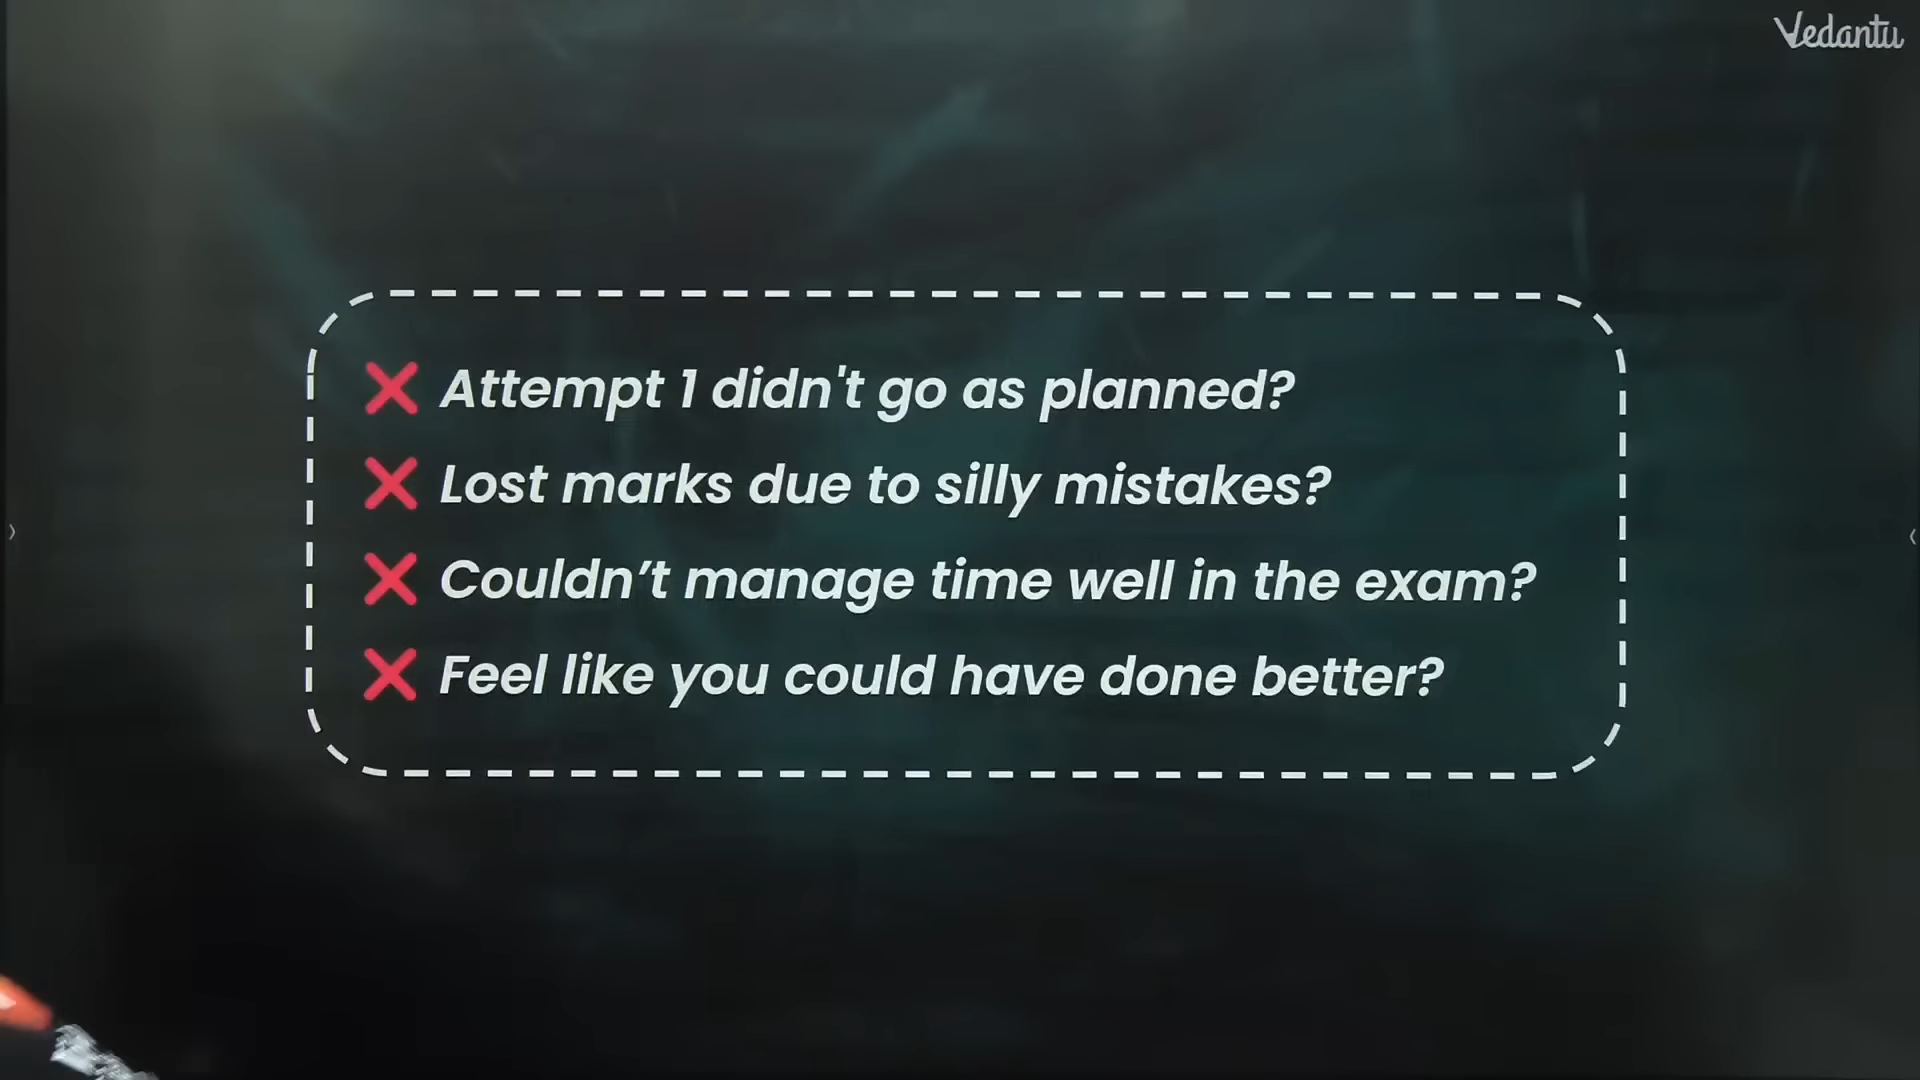 Vedantu
❌ Attempt 1 didn't go as planned?
❌ Lost marks due to silly mistakes?
❌ Couldn’t manage time well in the exam?
❌ Feel like you could have done better?